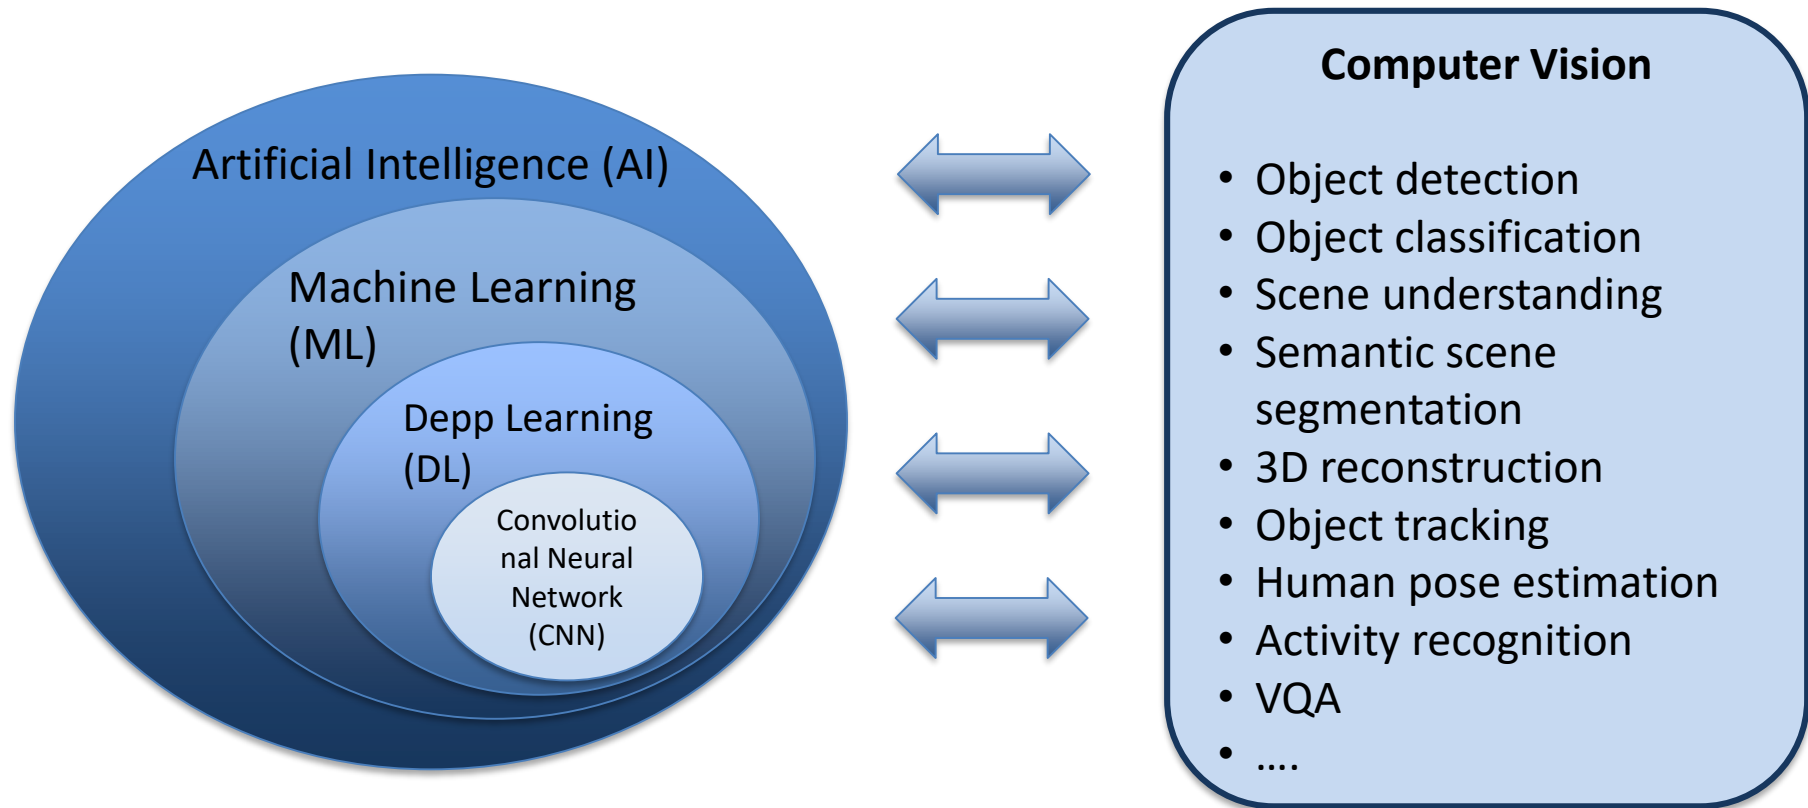 Artificial Intelligence (AI)
Machine Learning
(ML)
Depp Learning
(DL)
Convolutio
nal Neural
Network
(CNN)
Computer Vision
• Object detection
• Object classification
• Scene understanding
• Semantic scene
segmentation
• 3D reconstruction
• Object tracking
• Human pose estimation
• Activity recognition
• VQA
• ....